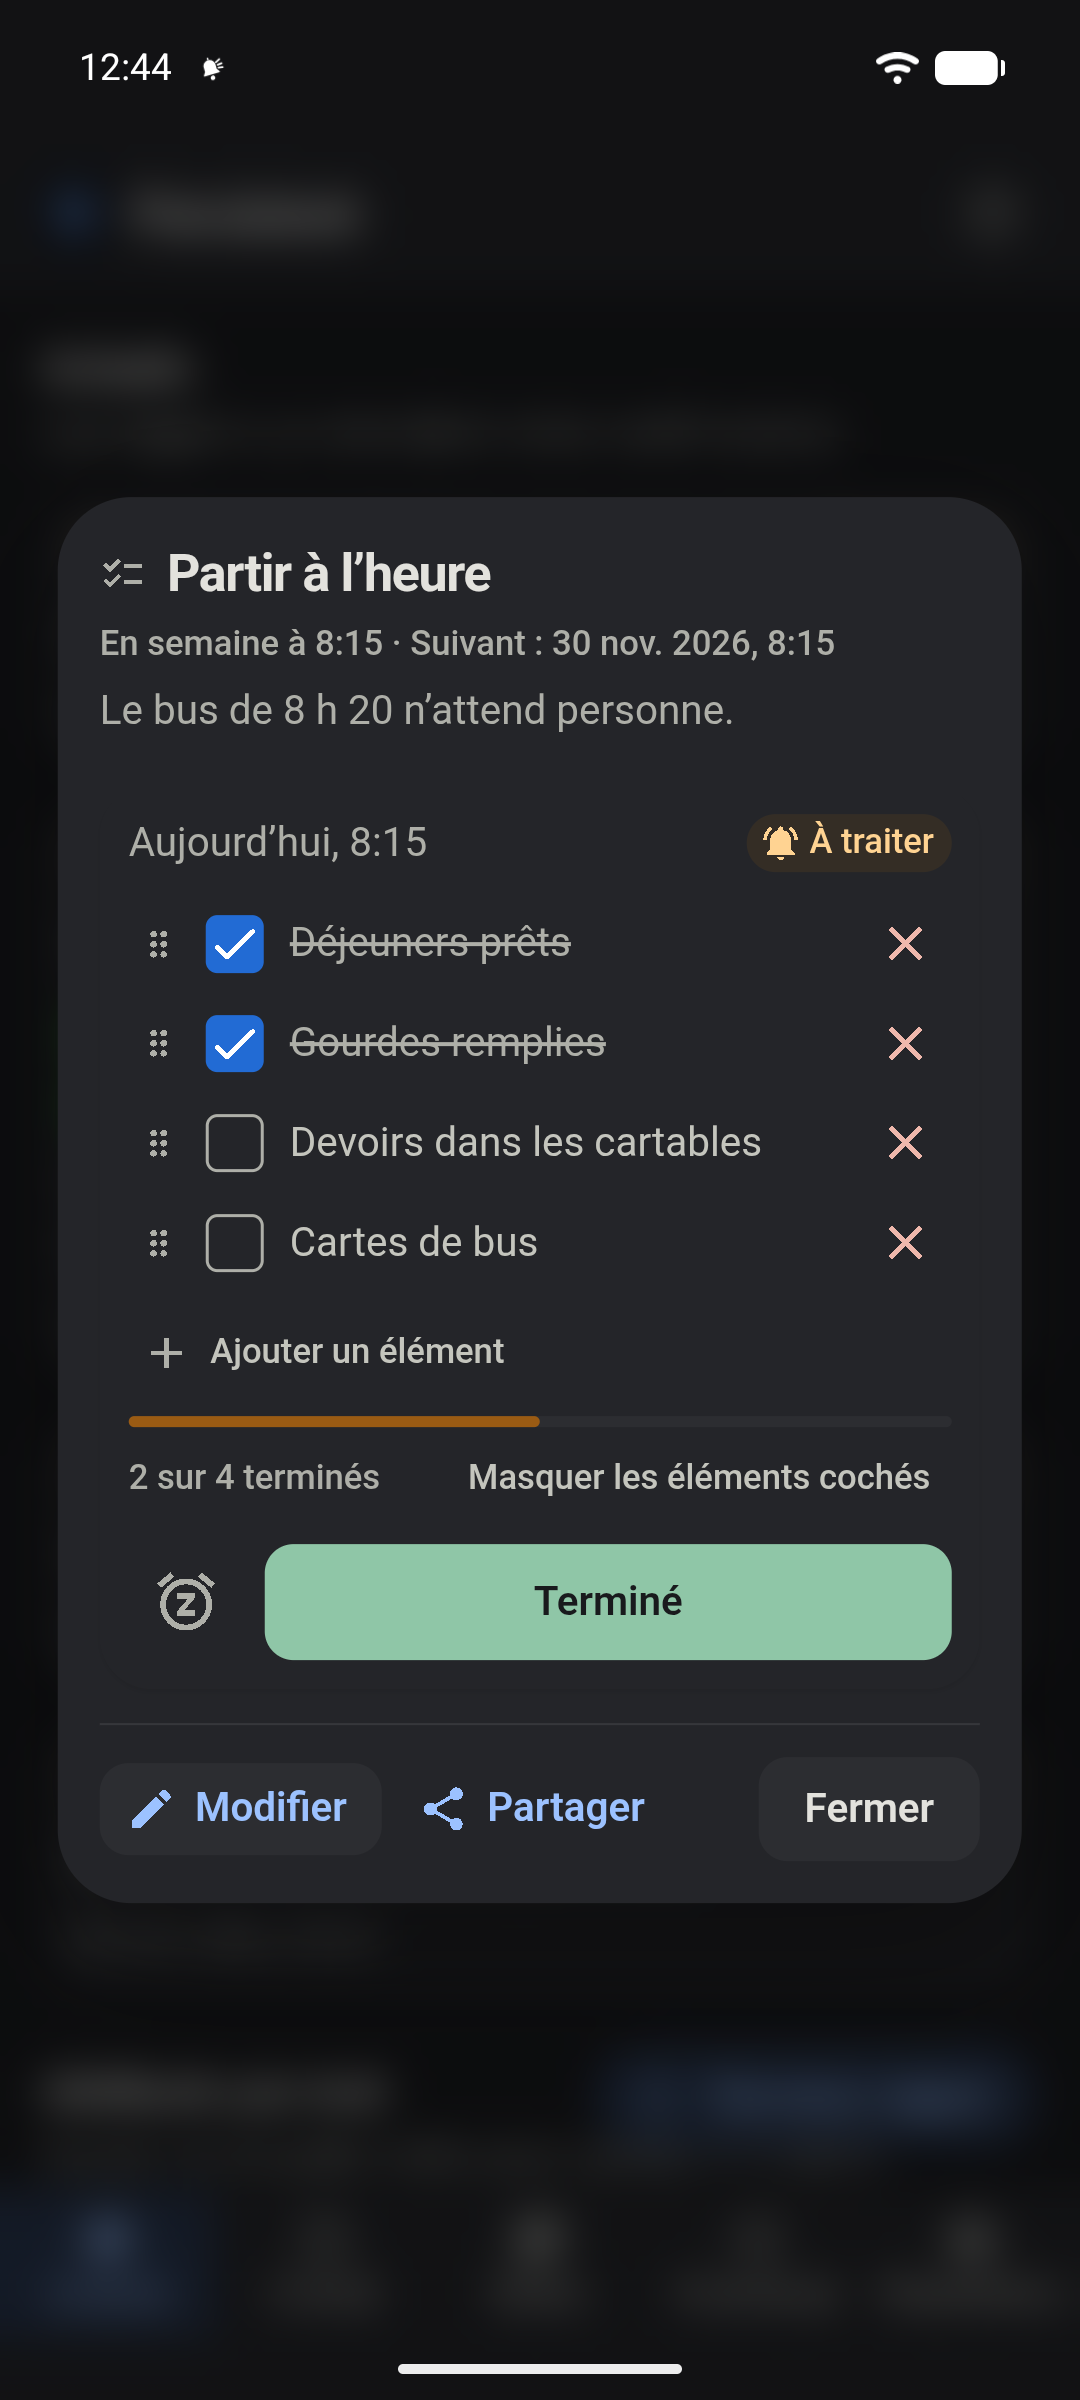 12:44
Partir à l’heure
En semaine à 8:15 · Suivant : 30 nov. 2026, 8:15
Le bus de 8 h 20 n’attend personne.
Aujourd’hui, 8:15
À traiter
Déjeuners prêts
Gourdes remplies
Devoirs dans les cartables
Cartes de bus
Ajouter un élément
2 sur 4 terminés
Masquer les éléments cochés
Terminé
Modifier
Partager
Fermer